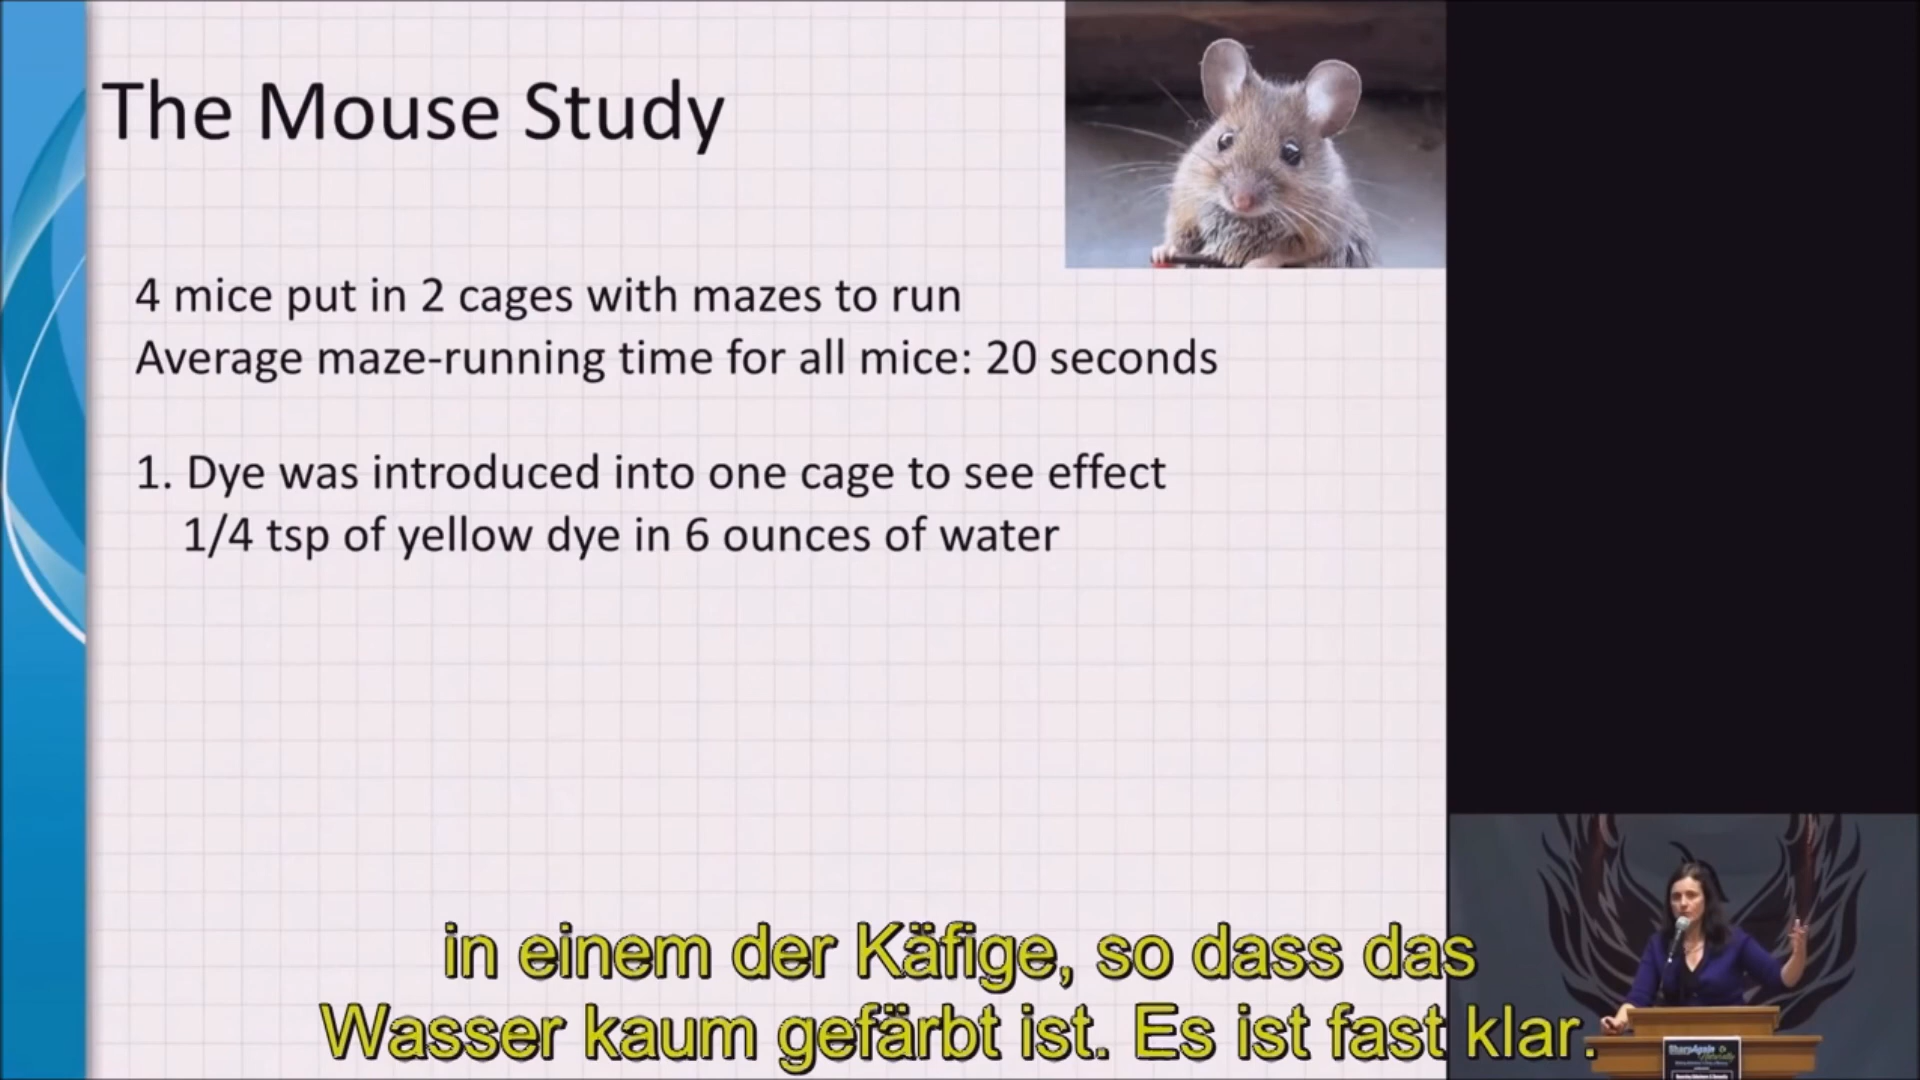 The Mouse Study
4 mice put in 2 cages with mazes to run
Average maze-running time for all mice: 20 seconds
1. Dye was introduced into one cage to see effect
1/4 tsp of yellow dye in 6 ounces of water
in einem der Käfige, so dass das
Wasser kaum gefärbt ist. Es ist fast klar.
SharpAgain
Naturally